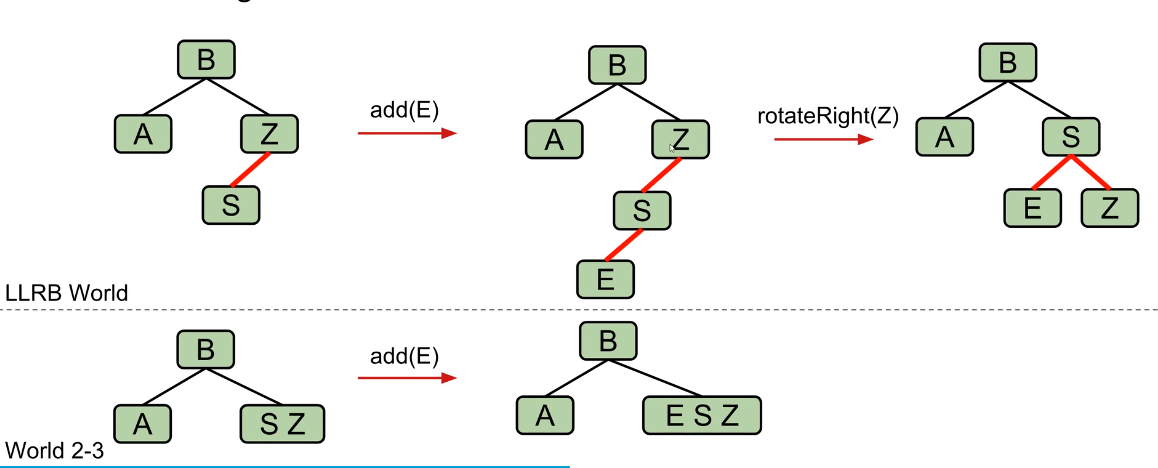 B
A
Z
S
add(E)
B
A
Z
S
E
rotateRight(Z)
B
A
S
E
Z
LLRB World
B
A
S Z
add(E)
B
A
E S Z
World 2-3